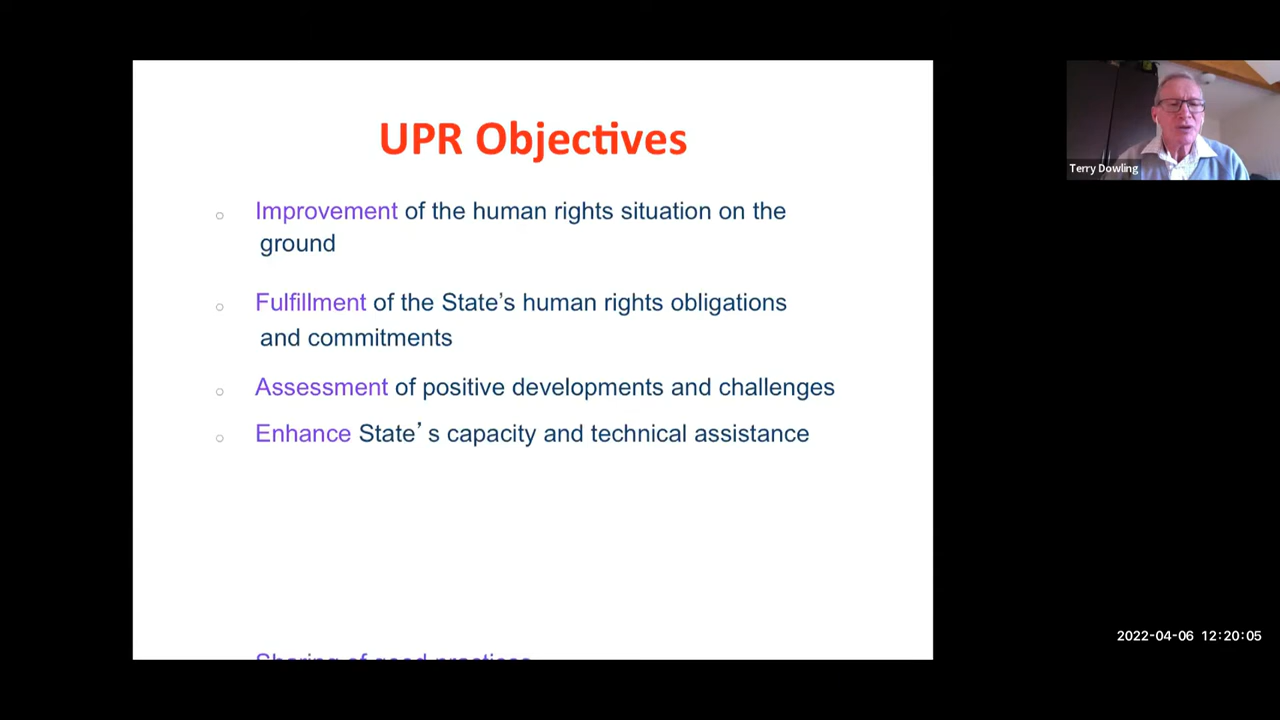 UPR Objectives
Improvement of the human rights situation on the
ground
Fulfillment of the State's human rights obligations
and commitments
Assessment of positive developments and challenges
Enhance State’ s capacity and technical assistance
Sharing of good practices
Terry Dowling
2022-04-06 12:20:05